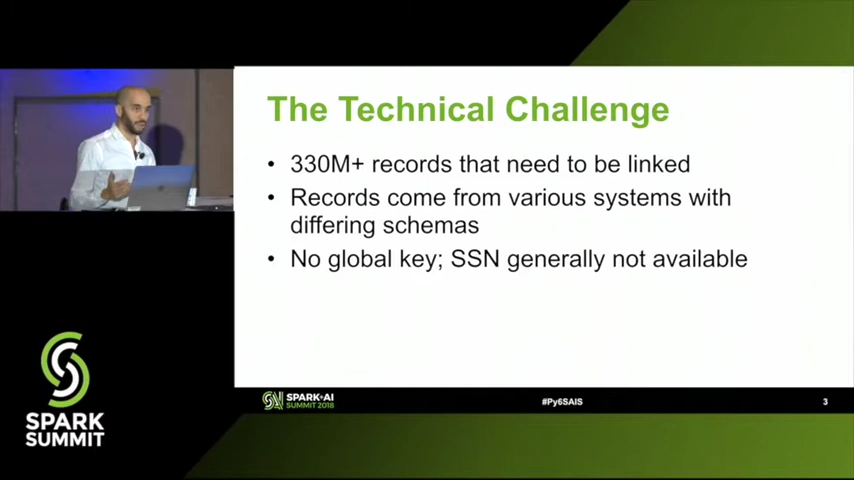 The Technical Challenge
• 330M+ records that need to be linked
• Records come from various systems with
differing schemas
• No global key; SSN generally not available
SPARK+AI
SUMMIT 2018
#Py6SAIS
3
SPARK
SUMMIT